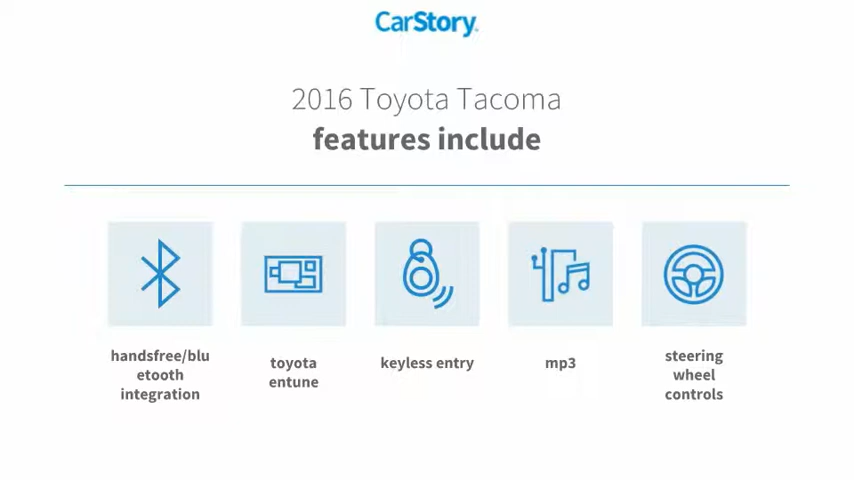 CarStory
2016 Toyota Tacoma
features include
handsfree/blu
etooth
integration
toyota
entune
keyless entry
mp3
steering
wheel
controls